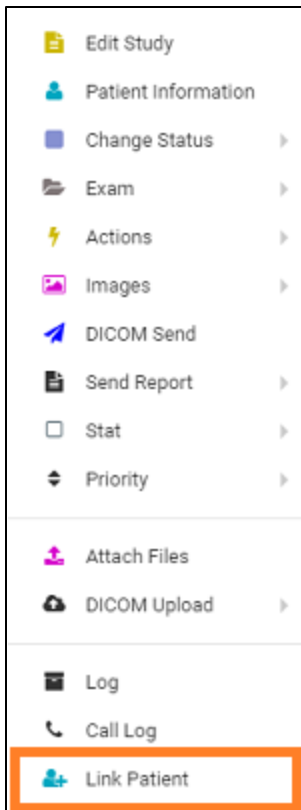 Edit Study
Patient Information
Change Status
Exam
Actions
Images
DICOM Send
Send Report
Stat
Priority
Attach Files
DICOM Upload
Log
Call Log
Link Patient